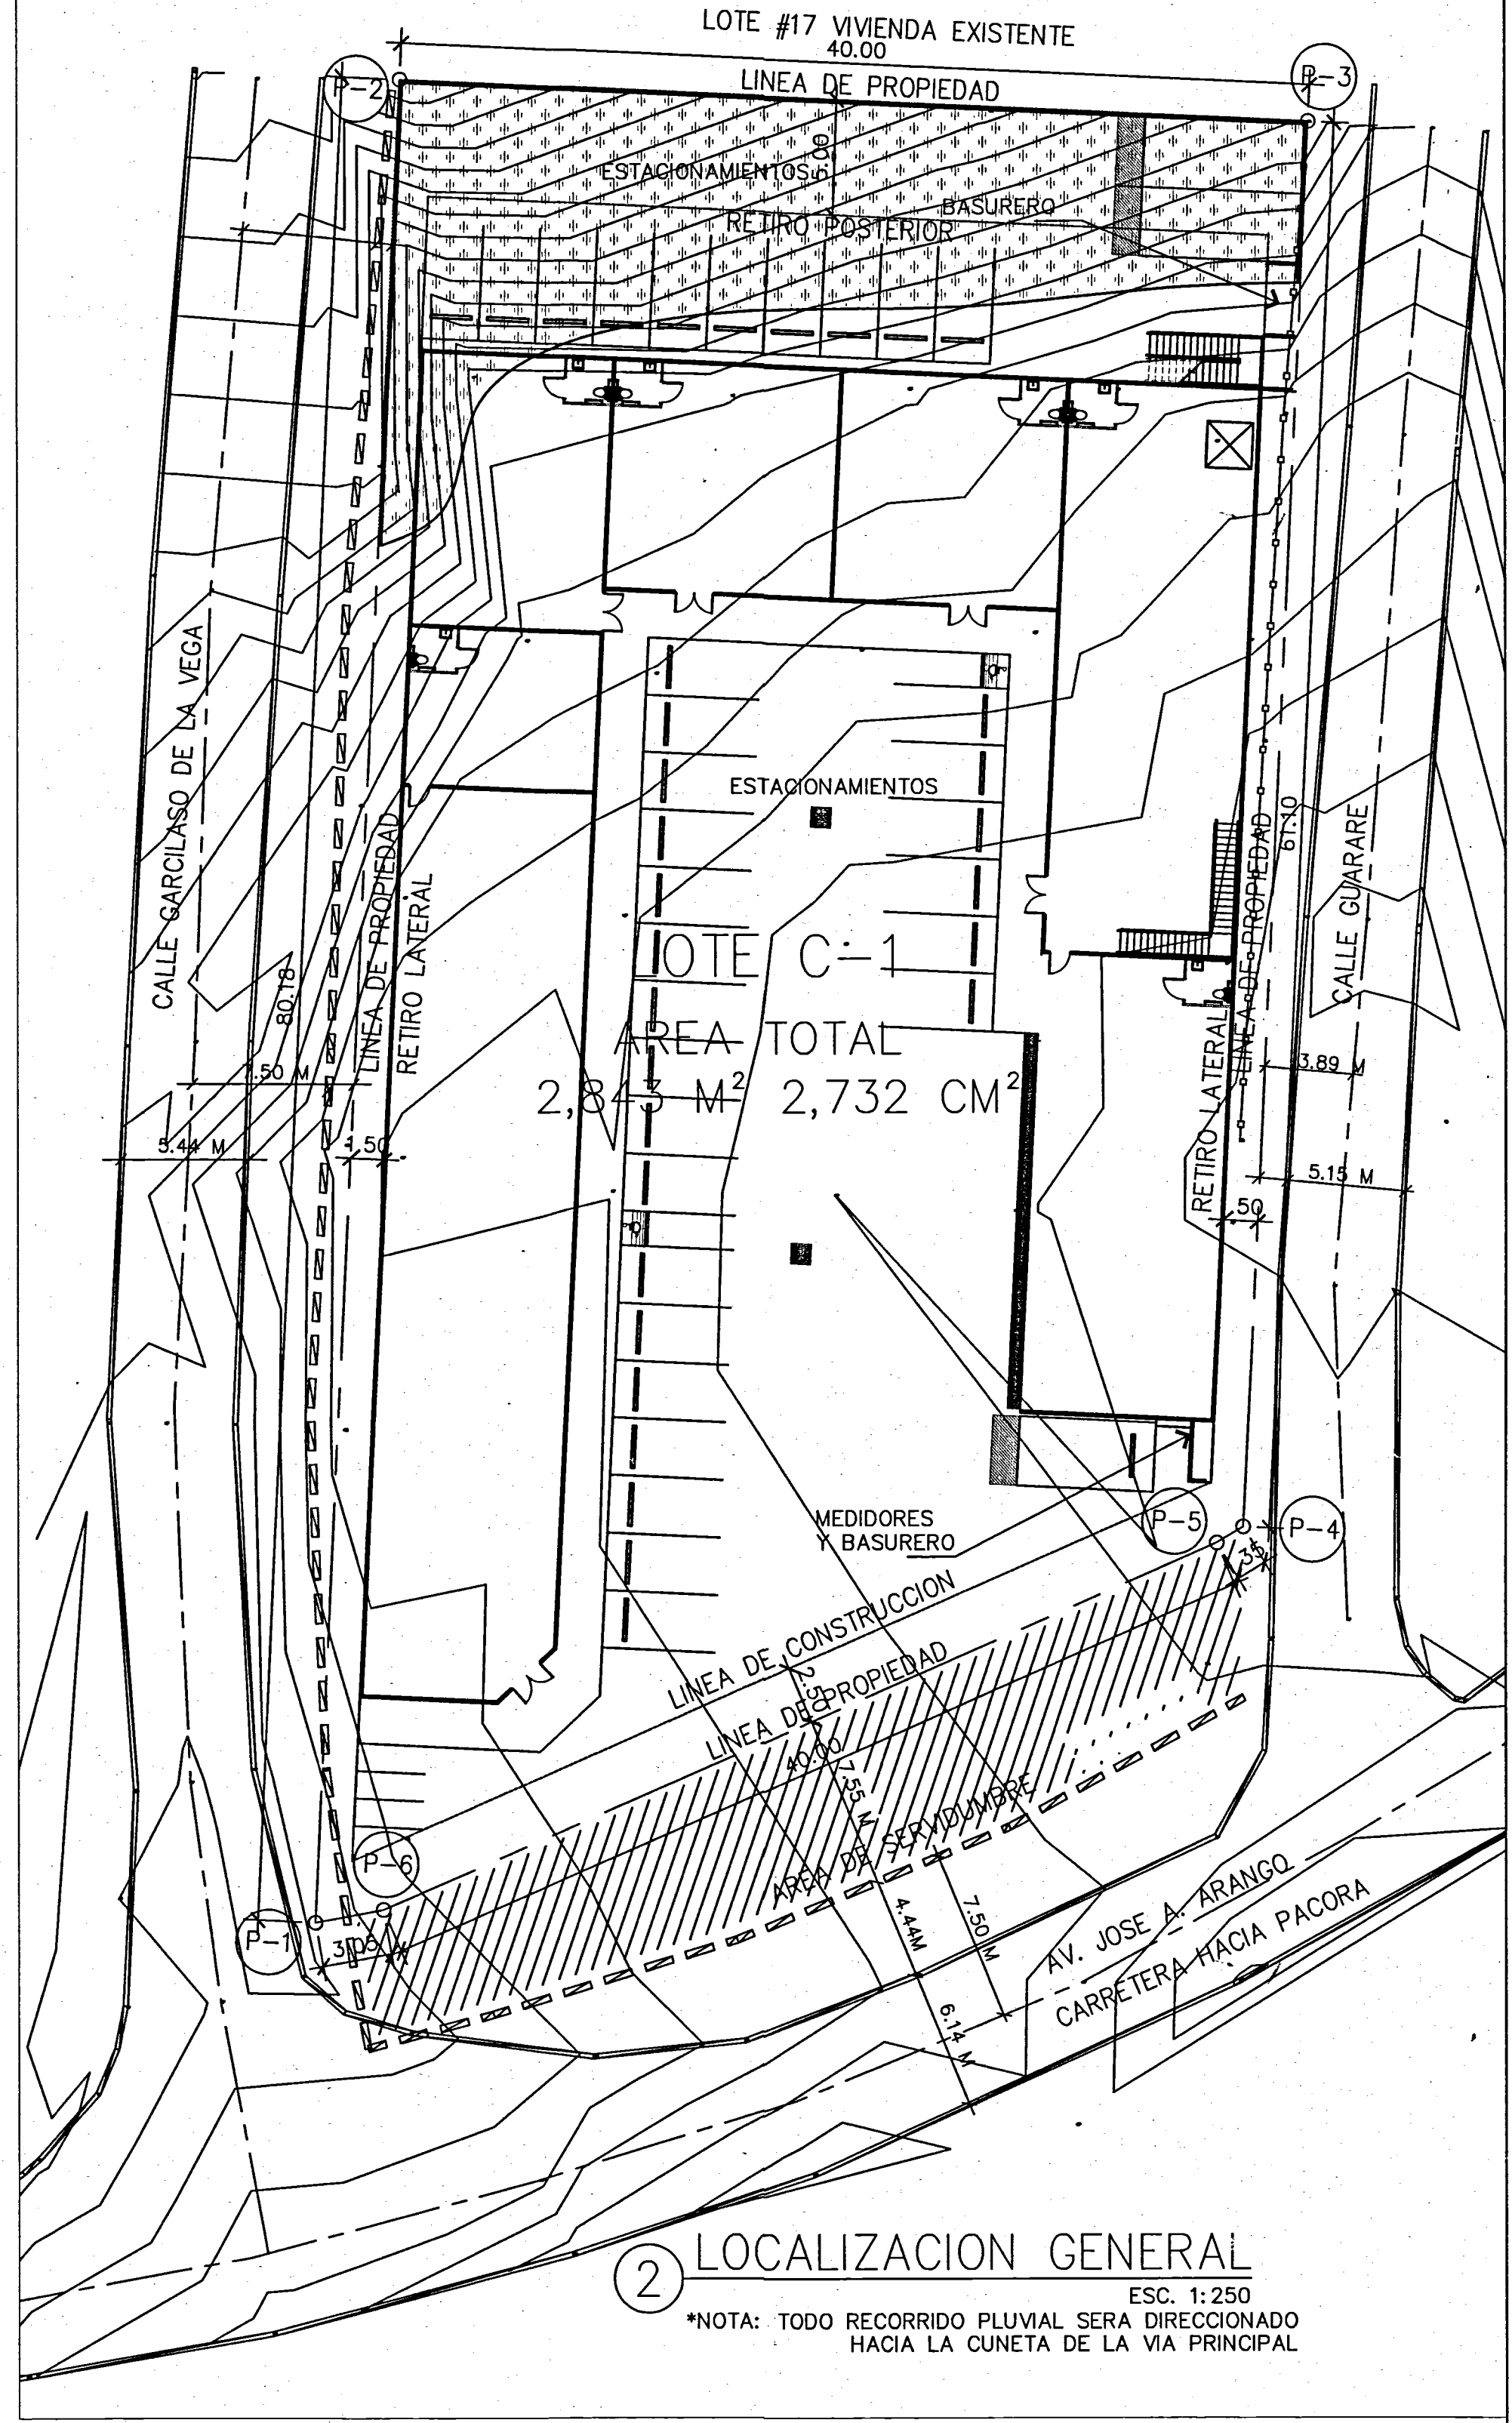 LOTE #17 VIVIENDA EXISTENTE
40.00
P-2
LINEA DE PROPIEDAD
P-3
ESTACIONAMIENTOS
5.00
BASURERO
RETIRO POSTERIOR
CALLE GARCILASO DE LA VEGA
80.18
LINEA DE PROPIEDAD
RETIRO LATERAL
ESTACIONAMIENTOS
LOTE C-1
AREA TOTAL
2,843 M² 2,732 CM²
LINEA DE PROPIEDAD
61.10
CALLE GUARARE
RETIRO LATERAL
7.50 M
3.89 M
5.44 M
1.50
5.15 M
1.50
MEDIDORES
Y BASURERO
P-5
P-4
LINEA DE CONSTRUCCION
2.50
LINEA DE PROPIEDAD
40.00
7.55 M
AREA DE SERVIDUMBRE
P-6
P-1
3.05
4.44M
7.50 M
6.14 M
AV. JOSE A. ARANGO
CARRETERA HACIA PACORA
2
LOCALIZACION GENERAL
ESC. 1:250
*NOTA: TODO RECORRIDO PLUVIAL SERA DIRECCIONADO
HACIA LA CUNETA DE LA VIA PRINCIPAL